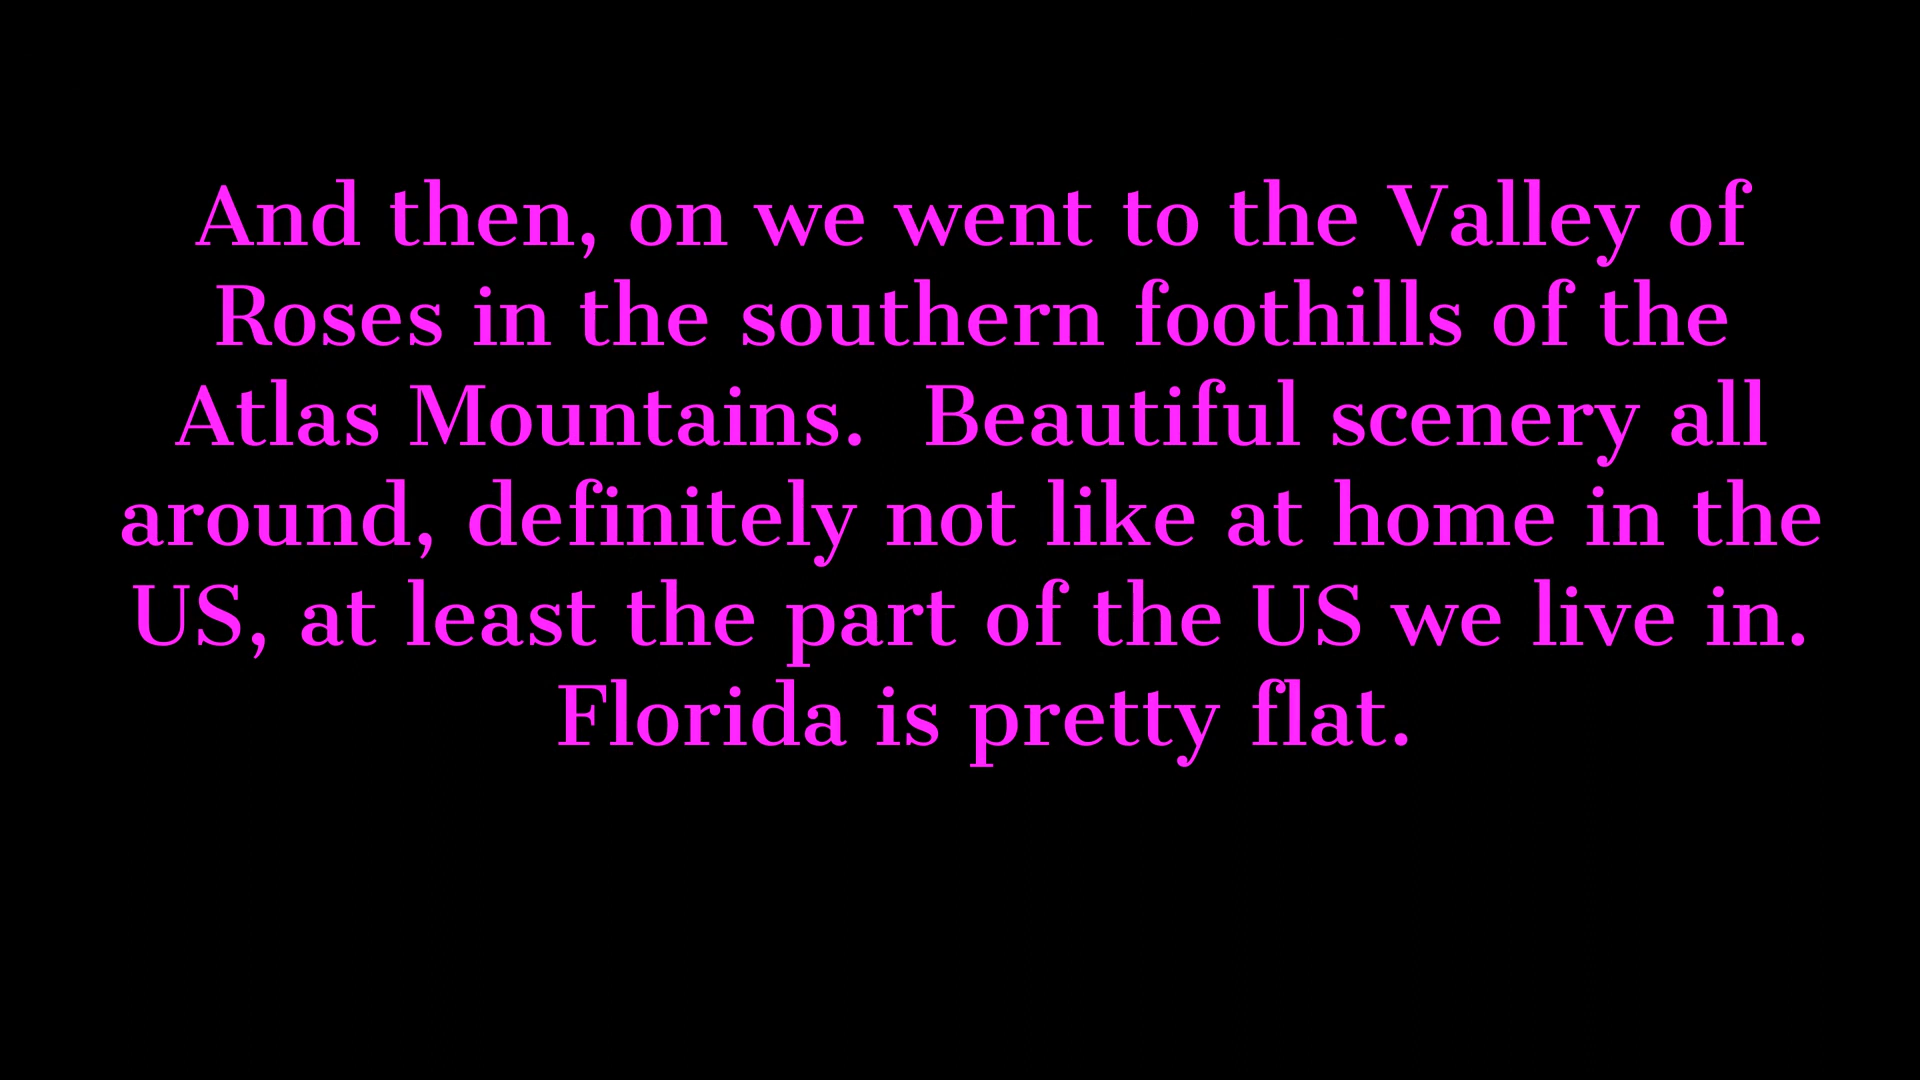 And then, on we went to the Valley of
Roses in the southern foothills of the
Atlas Mountains.  Beautiful scenery all
around, definitely not like at home in the
US, at least the part of the US we live in.
Florida is pretty flat.